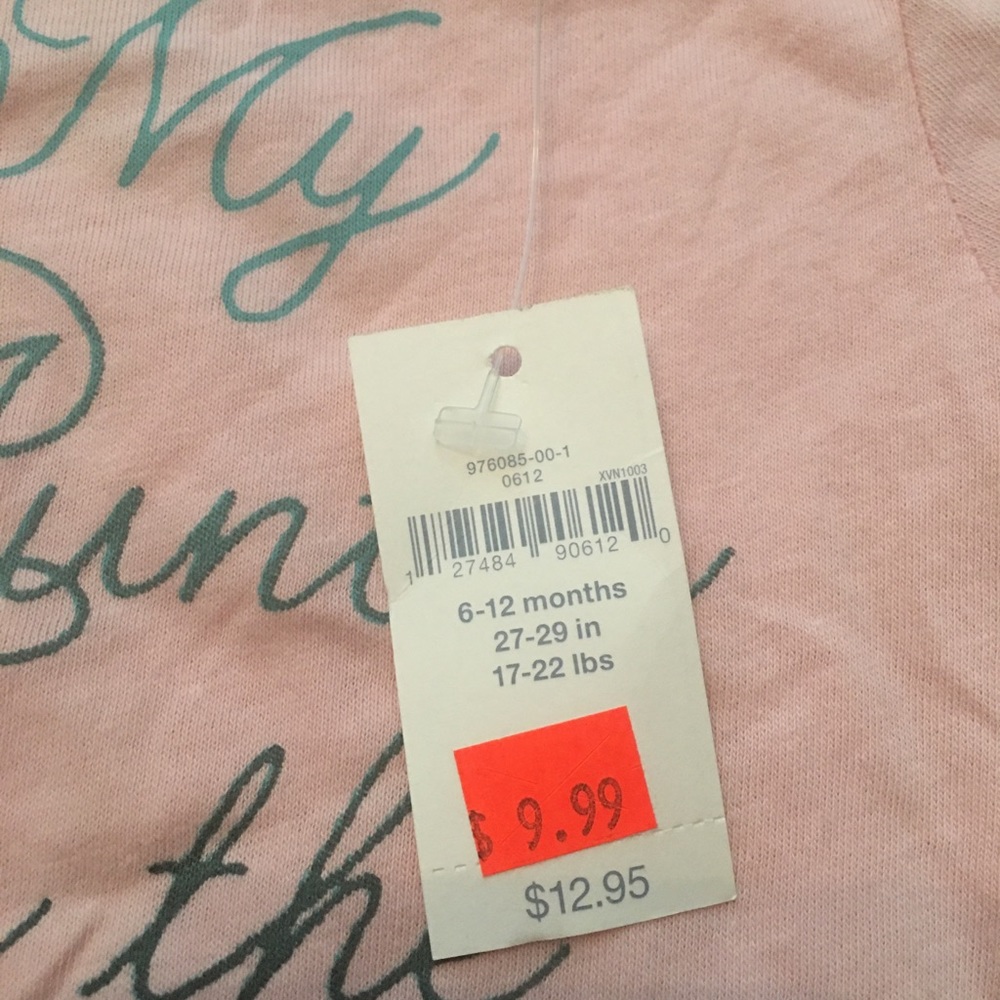 My
976085-00-1
0612
XVN1003
1 27484 90612 0
6-12 months
27-29 in
17-22 lbs
$ 9.99
$12.95